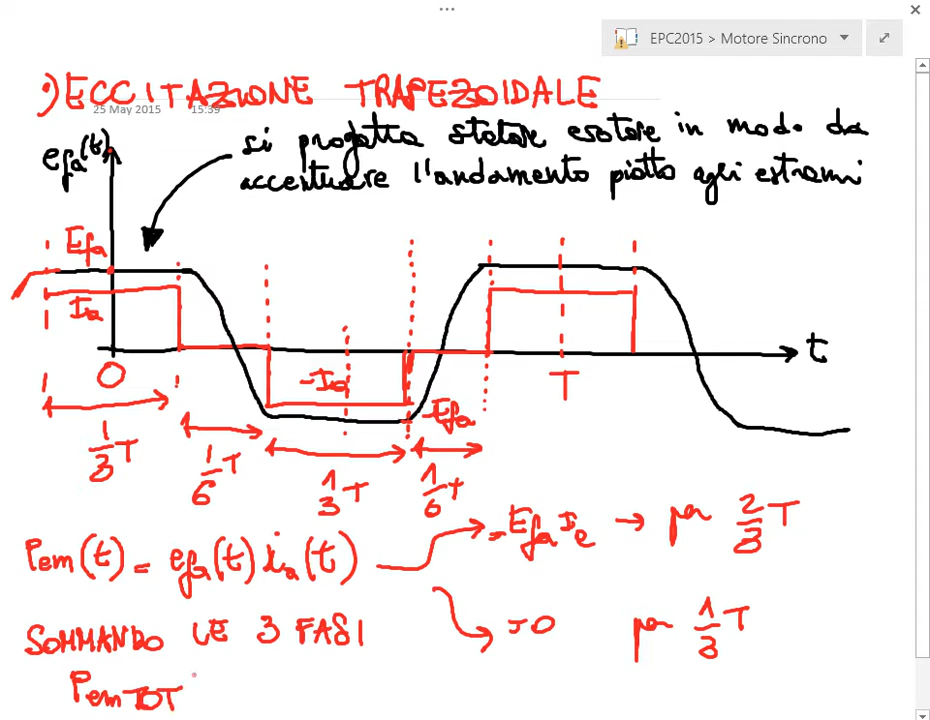 EPC2015 > Motore Sincrono
•) ECCITAZIONE TRAPEZOIDALE
25 May 2015 15:39
si progetta statore e rotore in modo da
accentuare l'andamento piatto agli estremi
efa(t)
Efa
Ia
0
-Ia
-Efa
T
t
1/3 T
1/6 T
1/3 T
1/6 T
Pem(t) = efa(t) ia(t)
= Efa Ie → per 2/3 T
= 0 per 1/3 T
SOMMANDO LE 3 FASI
Pem TOT